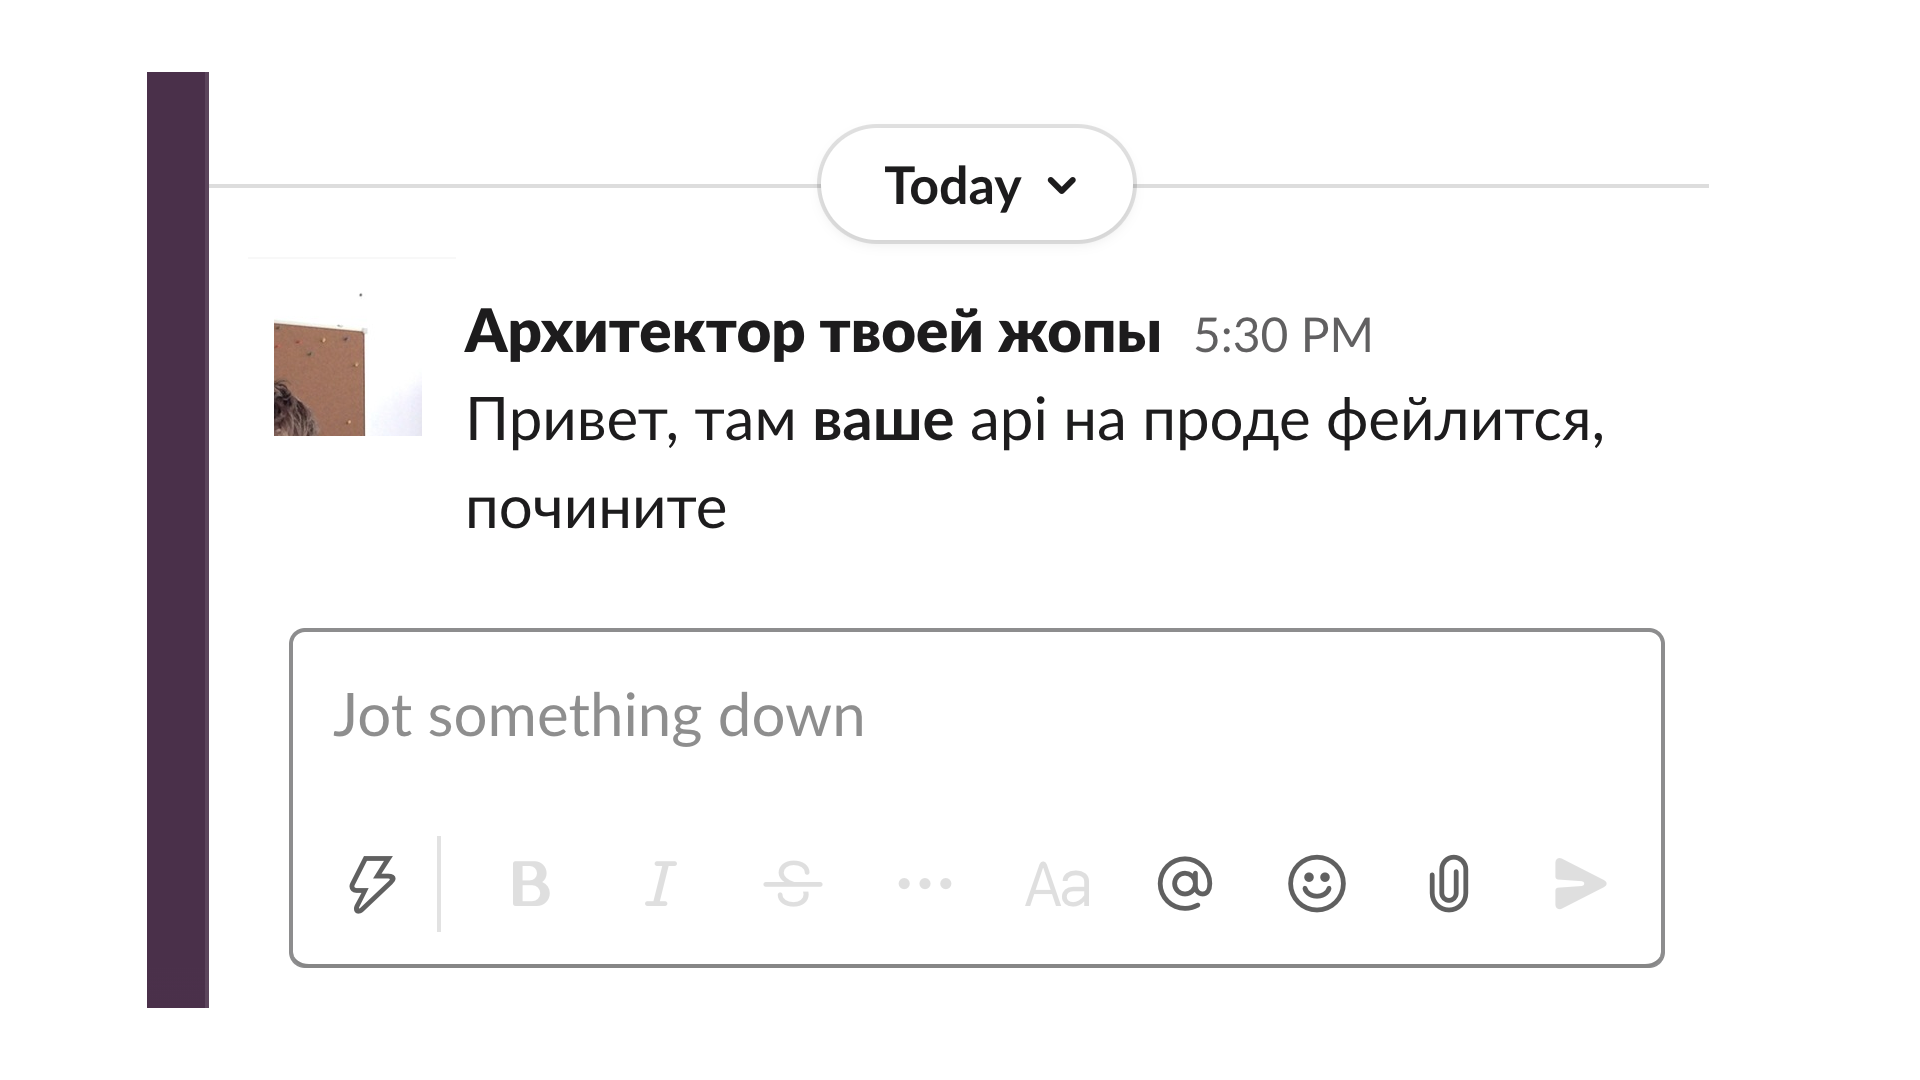 Today
Архитектор твоей жопы 5:30 PM
Привет, там ваше api на проде фейлится,
почините
Jot something down
B I S ... Aa @